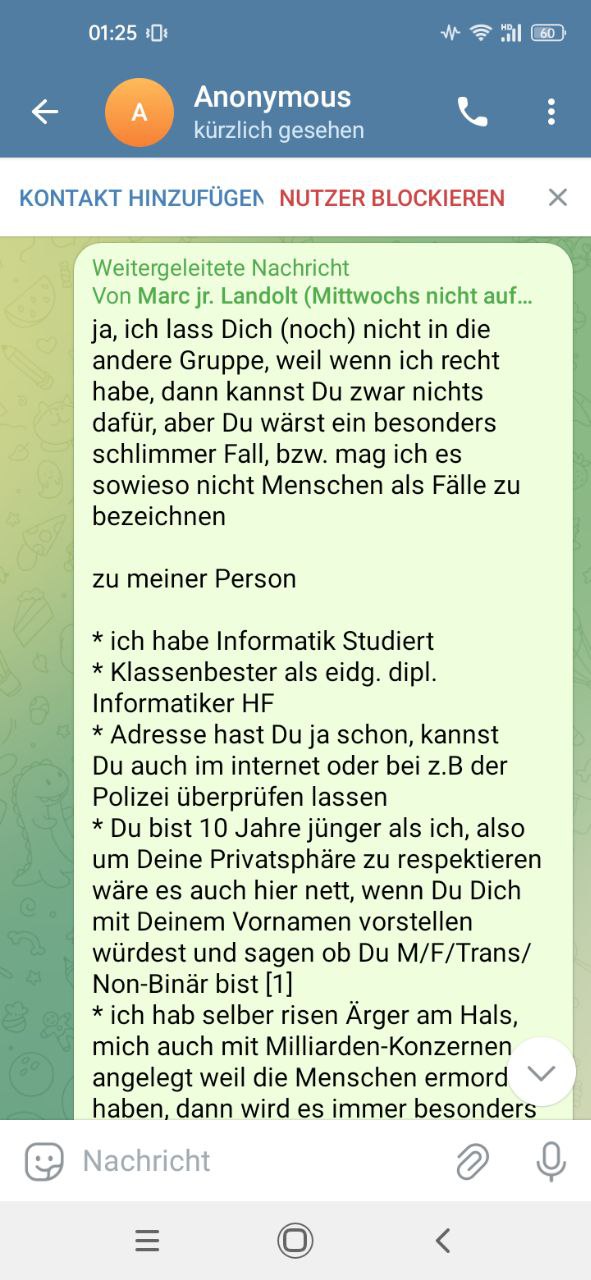 01:25
HD
60
A
Anonymous
kürzlich gesehen
KONTAKT HINZUFÜGEN
NUTZER BLOCKIEREN
Weitergeleitete Nachricht
Von Marc jr. Landolt (Mittwochs nicht auf...
ja, ich lass Dich (noch) nicht in die
andere Gruppe, weil wenn ich recht
habe, dann kannst Du zwar nichts
dafür, aber Du wärst ein besonders
schlimmer Fall, bzw. mag ich es
sowieso nicht Menschen als Fälle zu
bezeichnen
zu meiner Person
* ich habe Informatik Studiert
* Klassenbester als eidg. dipl.
Informatiker HF
* Adresse hast Du ja schon, kannst
Du auch im internet oder bei z.B der
Polizei überprüfen lassen
* Du bist 10 Jahre jünger als ich, also
um Deine Privatsphäre zu respektieren
wäre es auch hier nett, wenn Du Dich
mit Deinem Vornamen vorstellen
würdest und sagen ob Du M/F/Trans/
Non-Binär bist [1]
* ich hab selber risen Ärger am Hals,
mich auch mit Milliarden-Konzernen
angelegt weil die Menschen ermord
haben, dann wird es immer besonders
Nachricht